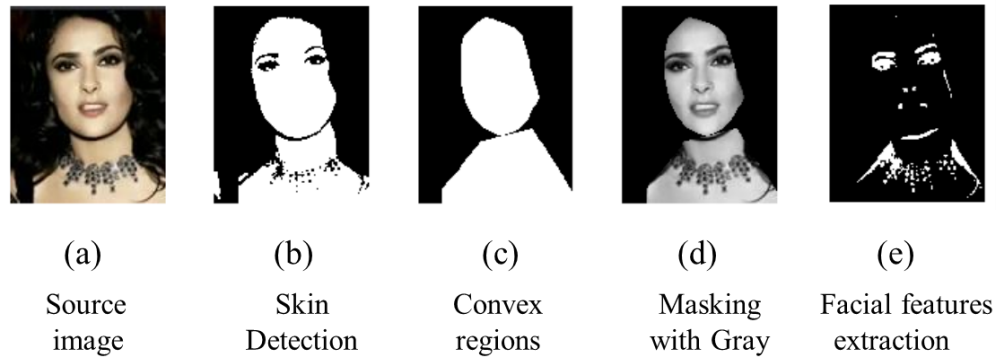 (a) (b) (c) (d) (e)
Source Skin Convex Masking Facial features
image Detection regions with Gray extraction